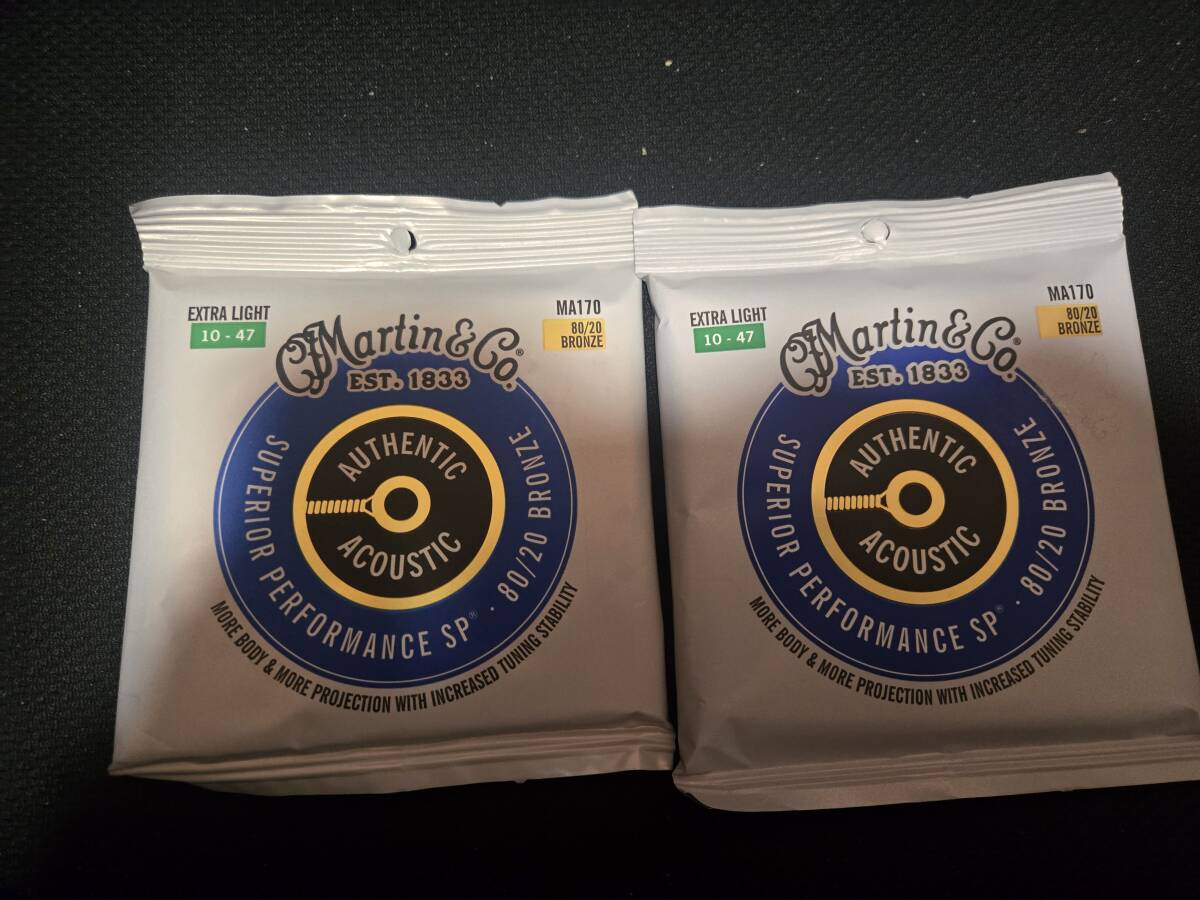 EXTRA LIGHT
10 - 47
MA170
80/20
BRONZE
CFMartin & Co.®
EST. 1833
AUTHENTIC
ACOUSTIC
SUPERIOR PERFORMANCE SP® · 80/20 BRONZE
MORE BODY & MORE PROJECTION WITH INCREASED TUNING STABILITY
EXTRA LIGHT
10 - 47
MA170
80/20
BRONZE
CFMartin & Co.®
EST. 1833
AUTHENTIC
ACOUSTIC
SUPERIOR PERFORMANCE SP® · 80/20 BRONZE
MORE BODY & MORE PROJECTION WITH INCREASED TUNING STABILITY